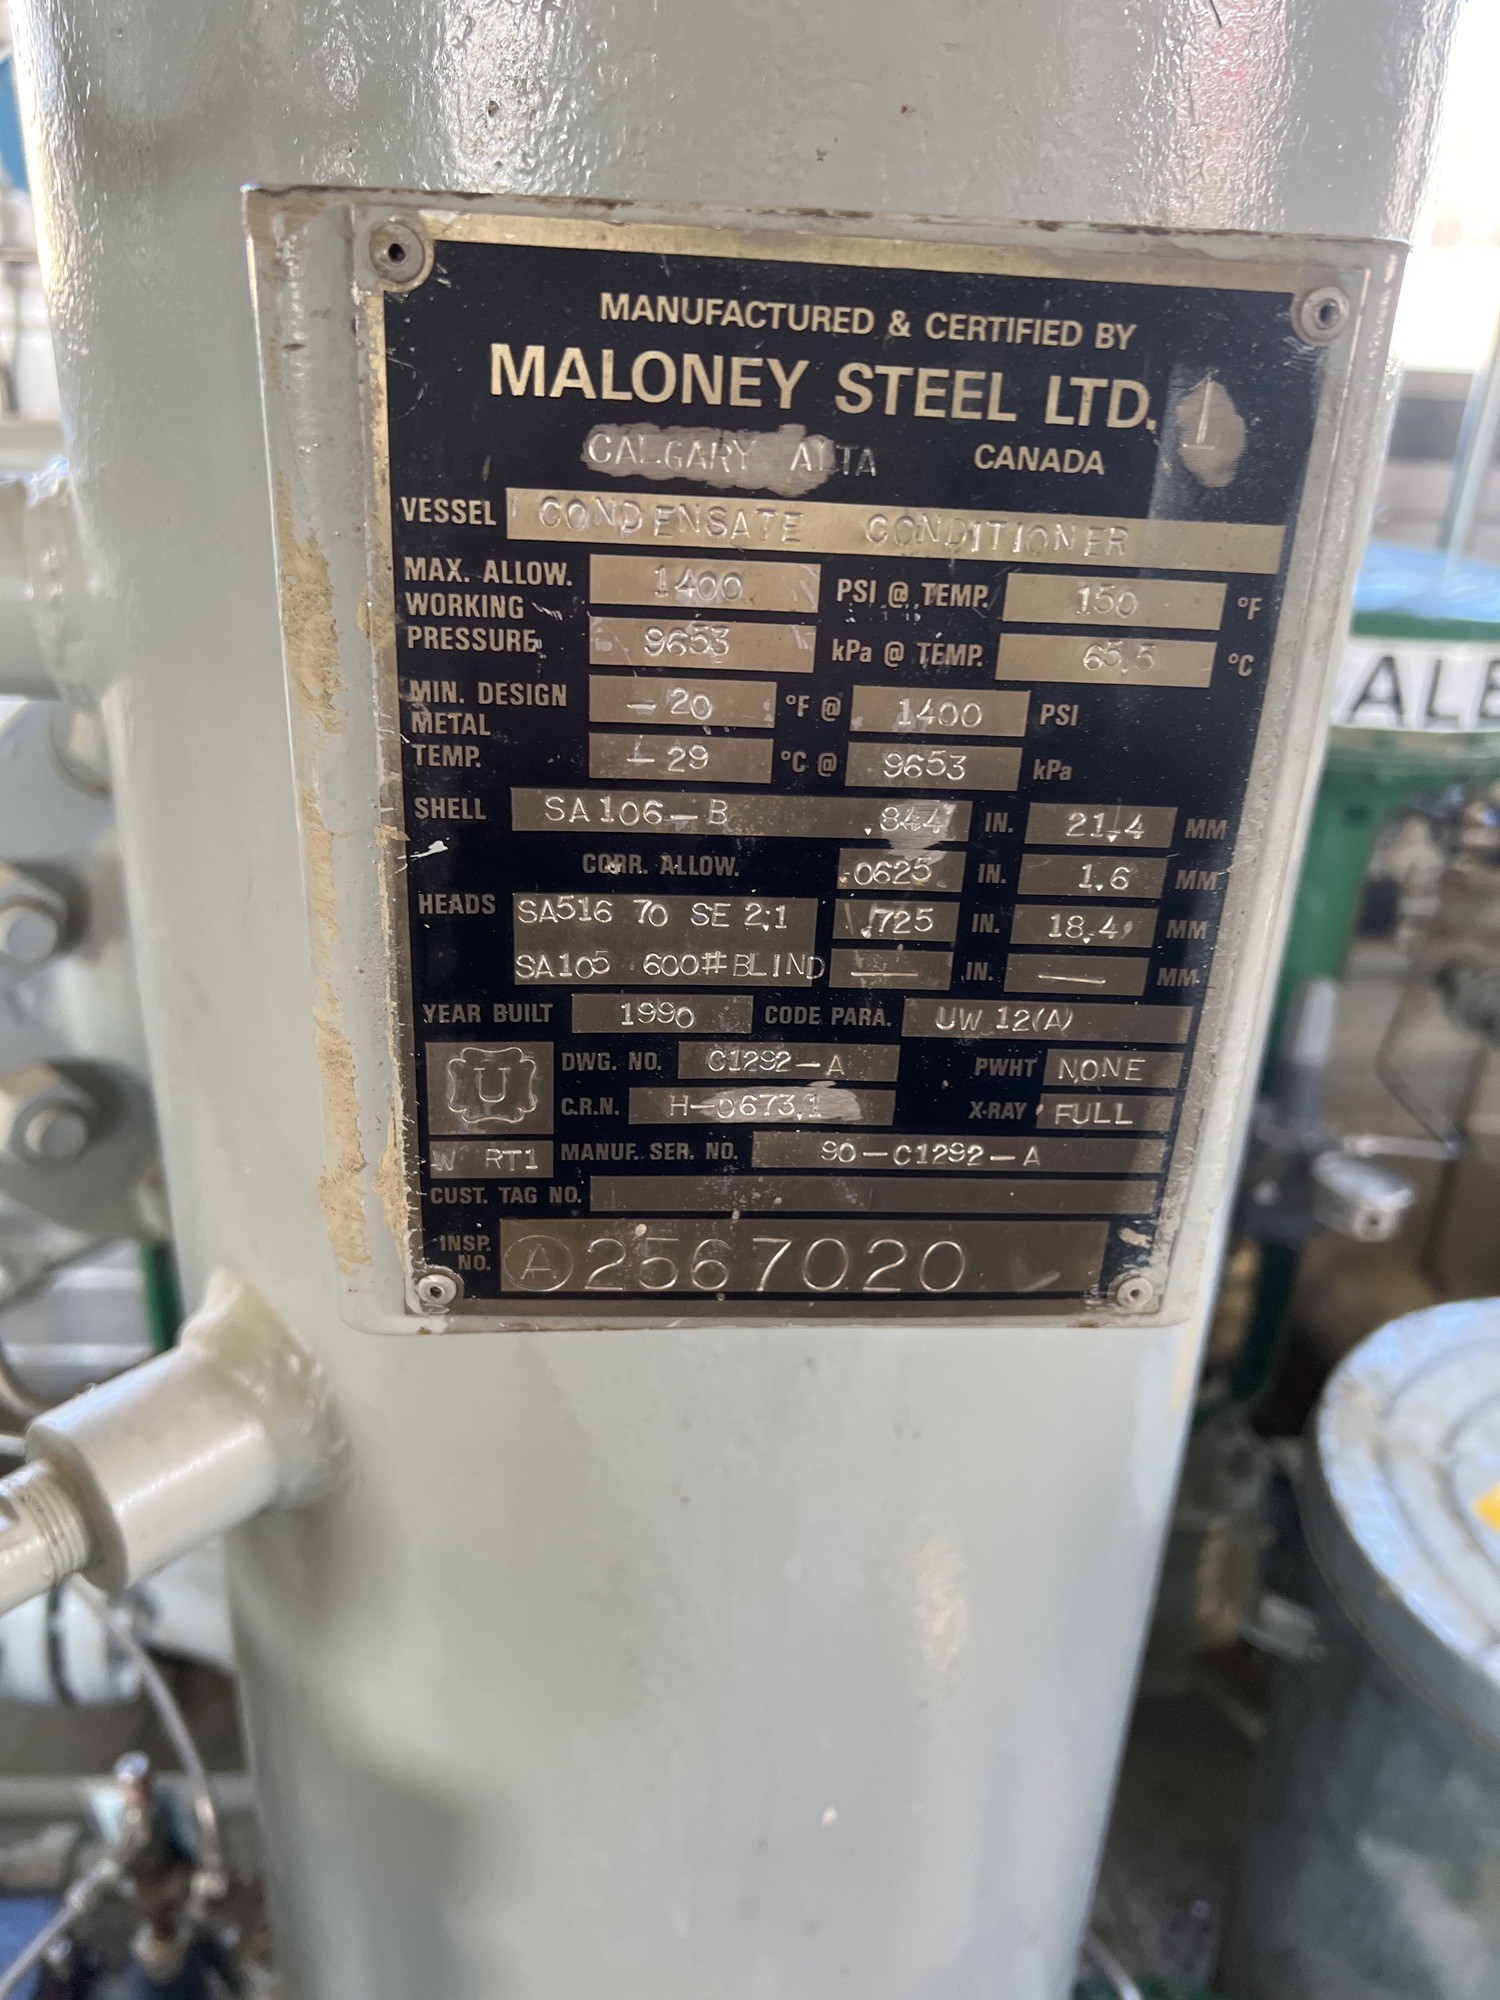 MANUFACTURED & CERTIFIED BY
MALONEY STEEL LTD.
CALGARY ALTA CANADA
VESSEL CONDENSATE CONDITIONER
MAX. ALLOW. WORKING PRESSURE 1400 PSI @ TEMP. 150 °F
9653 kPa @ TEMP. 65.5 °C
MIN. DESIGN METAL TEMP. -20 °F @ 1400 PSI
-29 °C @ 9653 kPa
SHELL SA106-B .844 IN. 21.4 MM
CORR. ALLOW. .0625 IN. 1.6 MM
HEADS SA516 70 SE 2:1 .725 IN. 18.4 MM
SA105 600# BLIND — IN. — MM
YEAR BUILT 1990 CODE PARA. UW 12(A)
U DWG. NO. C1292-A PWHT NONE
C.R.N. H-0673.1 X-RAY FULL
W RT1 MANUF. SER. NO. 90-C1292-A
CUST. TAG NO.
INSP. NO. A 2567020
ALE